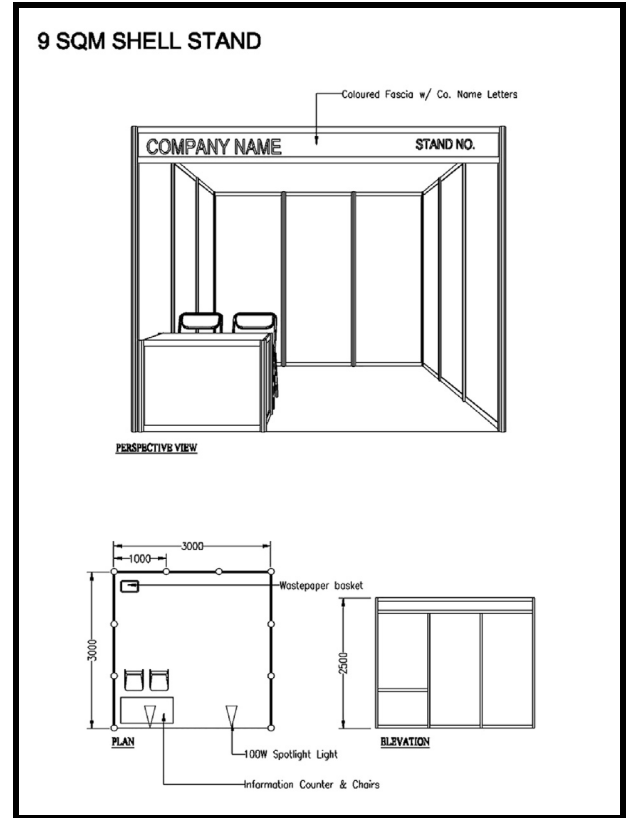 9 SQM SHELL STAND
Coloured Fascia w/ Co. Name Letters
COMPANY NAME
STAND NO.
PERSPECTIVE VIEW
3000
1000
Wastepaper basket
3000
2500
PLAN
ELEVATION
100W Spotlight Light
Information Counter & Chairs